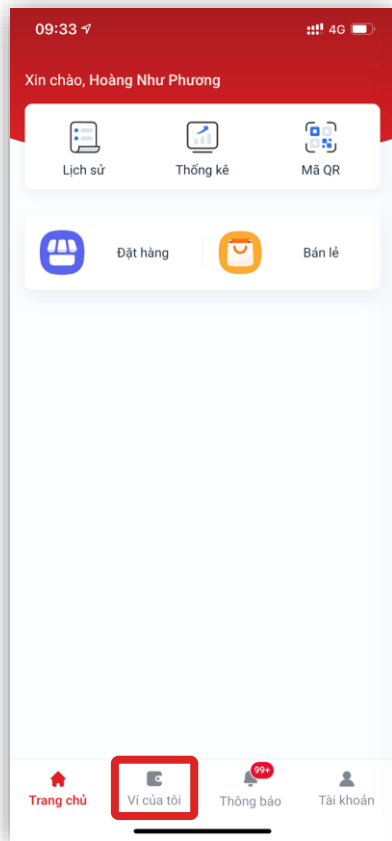 09:33
4G
Xin chào, Hoàng Như Phương
Lịch sử
Thống kê
Mã QR
Đặt hàng
Bán lẻ
99+
Trang chủ
Ví của tôi
Thông báo
Tài khoản